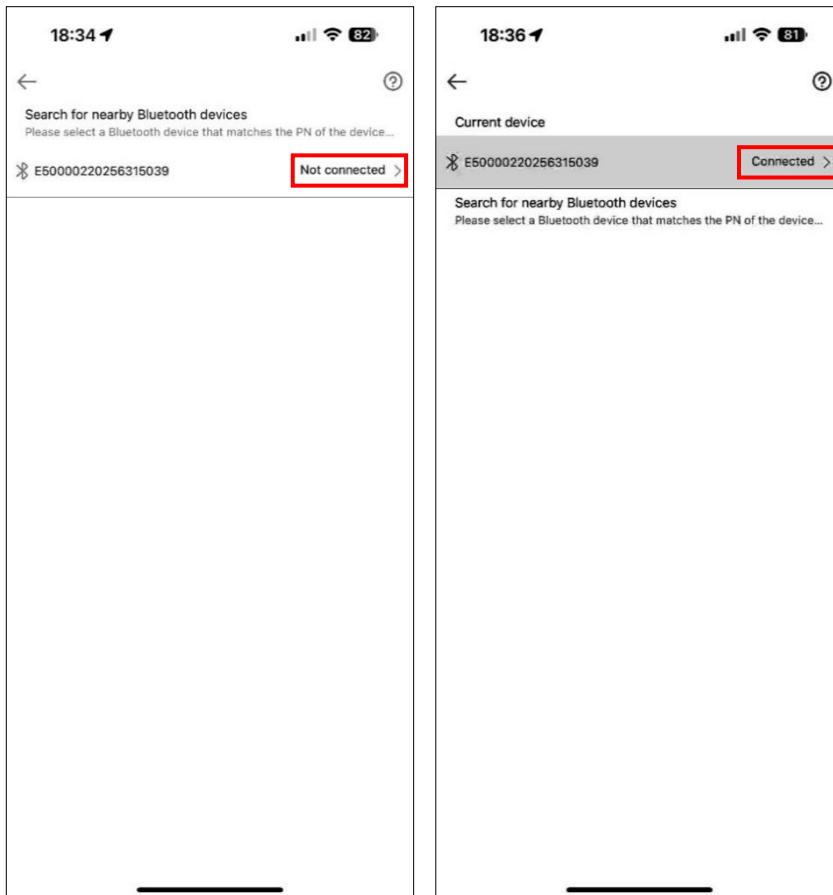 18:34
82
Search for nearby Bluetooth devices
Please select a Bluetooth device that matches the PN of the device...
E50000220256315039
Not connected
18:36
81
Current device
E50000220256315039
Connected
Search for nearby Bluetooth devices
Please select a Bluetooth device that matches the PN of the device...